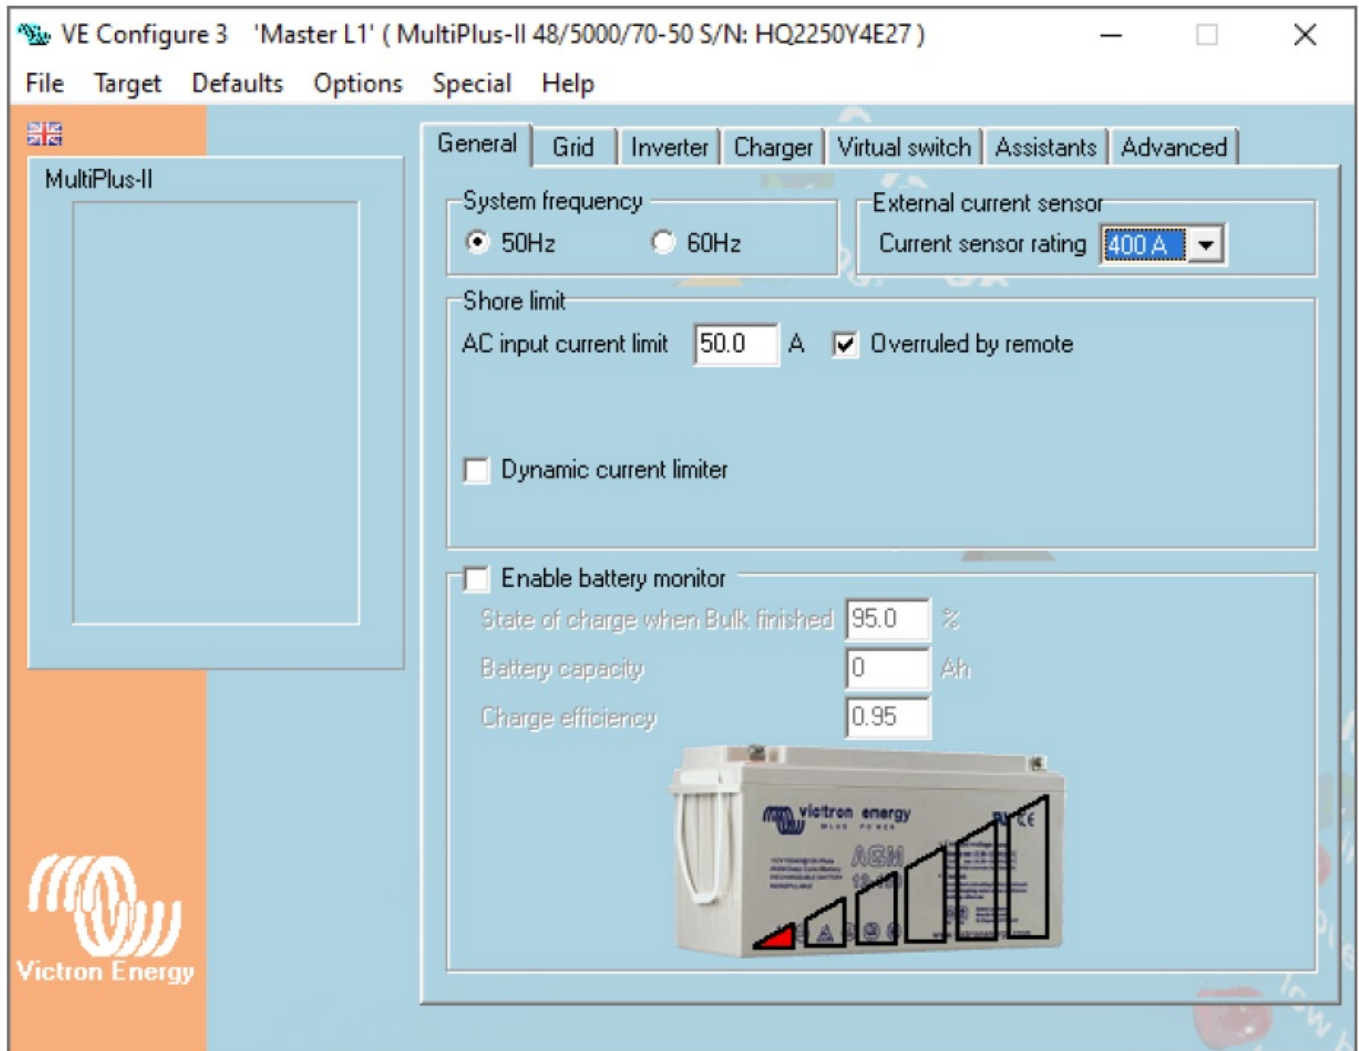 VE Configure 3 'Master L1' ( MultiPlus-II 48/5000/70-50 S/N: HQ2250Y4E27 )
File Target Defaults Options Special Help
MultiPlus-II
General Grid Inverter Charger Virtual switch Assistants Advanced
System frequency
50Hz 60Hz
External current sensor
Current sensor rating 400 A
Shore limit
AC input current limit 50.0 A Overruled by remote
Dynamic current limiter
Enable battery monitor
State of charge when Bulk finished 95.0 %
Battery capacity 0 Ah
Charge efficiency 0.95
victron energy
BLUE POWER
AGM
Victron Energy
low